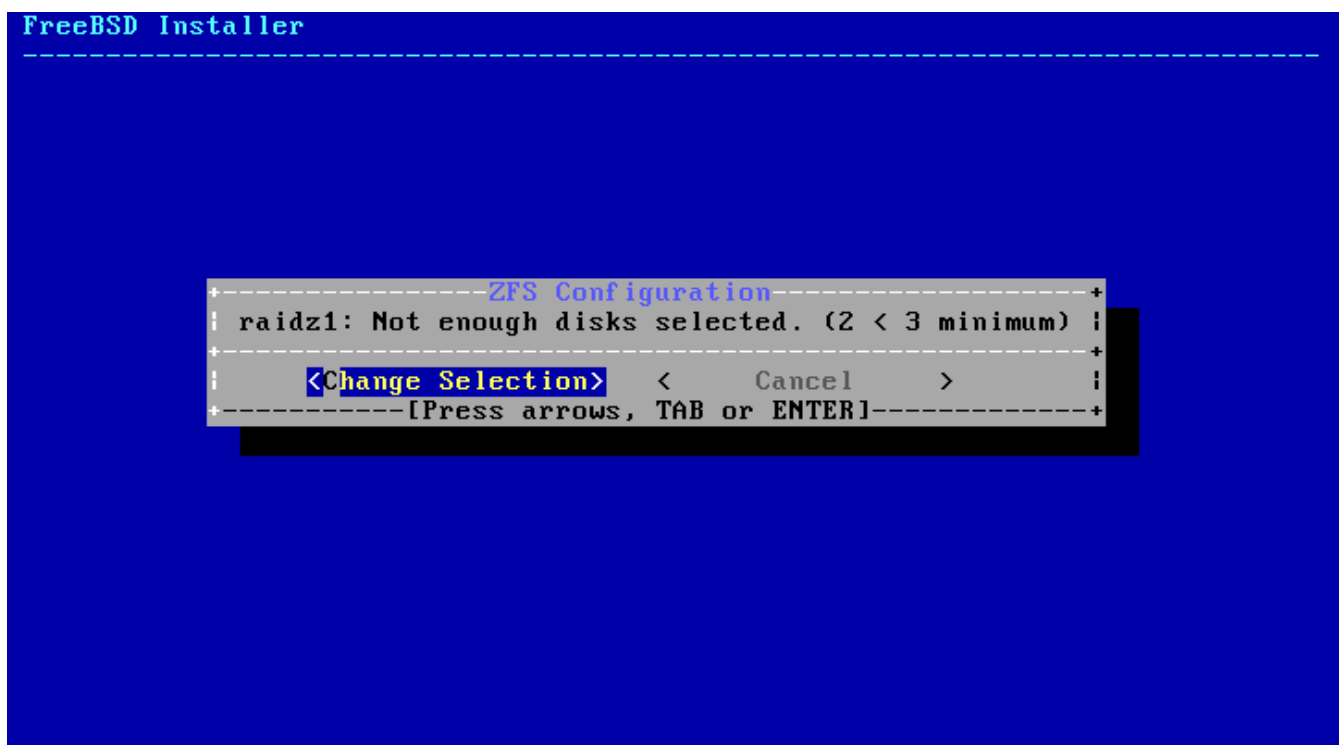 FreeBSD Installer
ZFS Configuration
raidz1: Not enough disks selected. (2 < 3 minimum)
<Change Selection> < Cancel >
[Press arrows, TAB or ENTER]